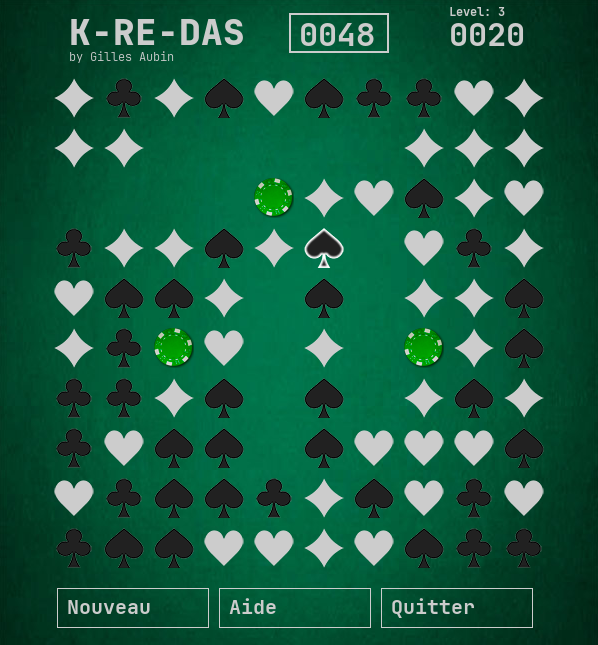 K-RE-DAS
by Gilles Aubin
0048
Level: 3
0020
Nouveau
Aide
Quitter